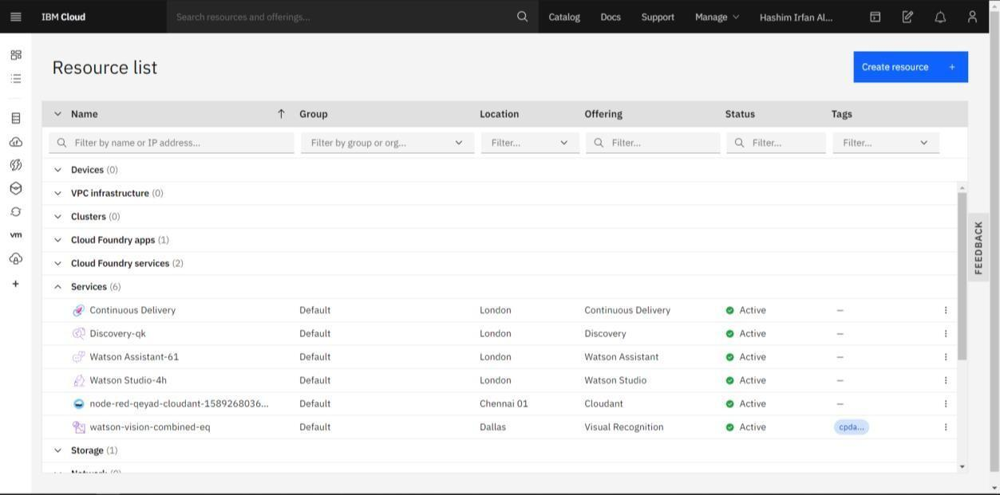 IBM Cloud Search resources and offerings... Catalog Docs Support Manage Hashim Irfan Al...
Resource list
Create resource +
Name Group Location Offering Status Tags
Filter by name or IP address... Filter by group or org... Filter... Filter... Filter... Filter...
Devices (0)
VPC infrastructure (0)
Clusters (0)
Cloud Foundry apps (1)
Cloud Foundry services (2)
Services (6)
Continuous Delivery Default London Continuous Delivery Active –
Discovery-qk Default London Discovery Active –
Watson Assistant-61 Default London Watson Assistant Active –
Watson Studio-4h Default London Watson Studio Active –
node-red-qeyad-cloudant-1589268036... Default Chennai 01 Cloudant Active –
watson-vision-combined-eq Default Dallas Visual Recognition Active cpda...
Storage (1)
Network (0)
vm
FEEDBACK